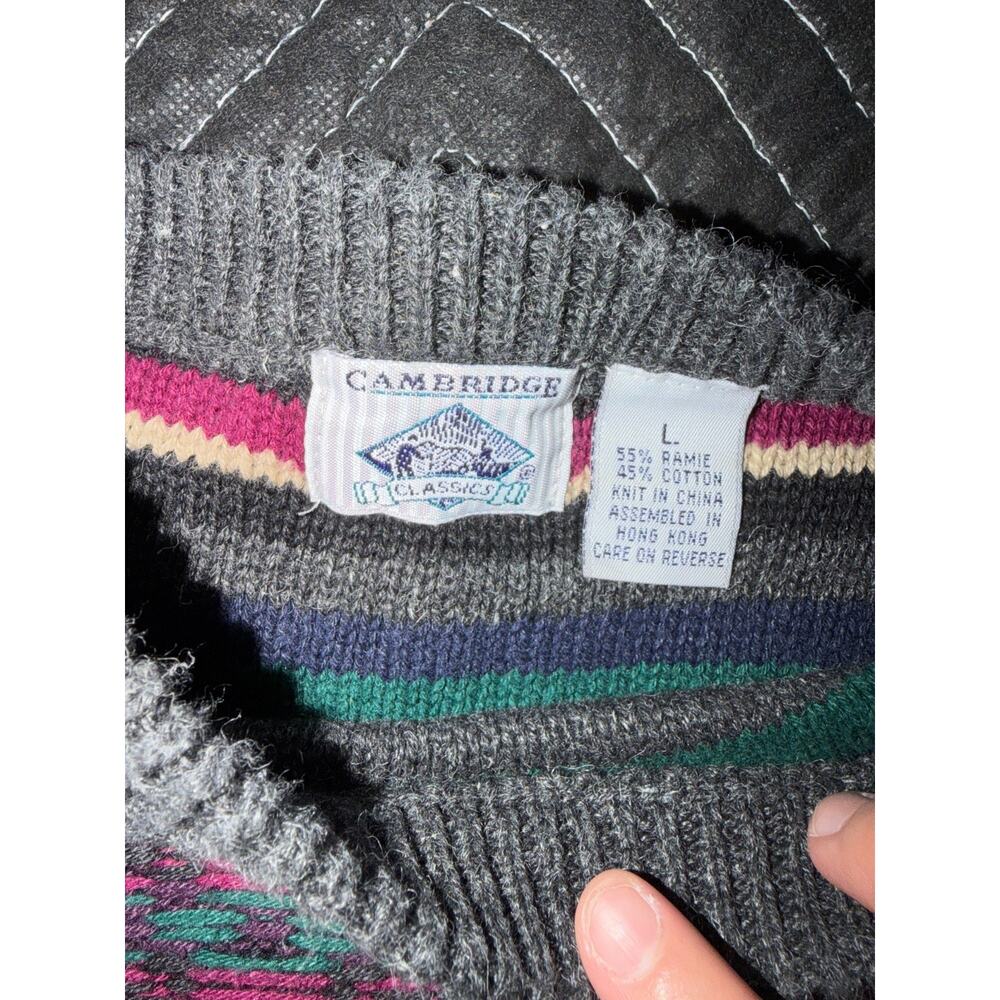 CAMBRIDGE
CLASSICS
®
L.
55% RAMIE
45% COTTON
KNIT IN CHINA
ASSEMBLED IN
HONG KONG
CARE ON REVERSE